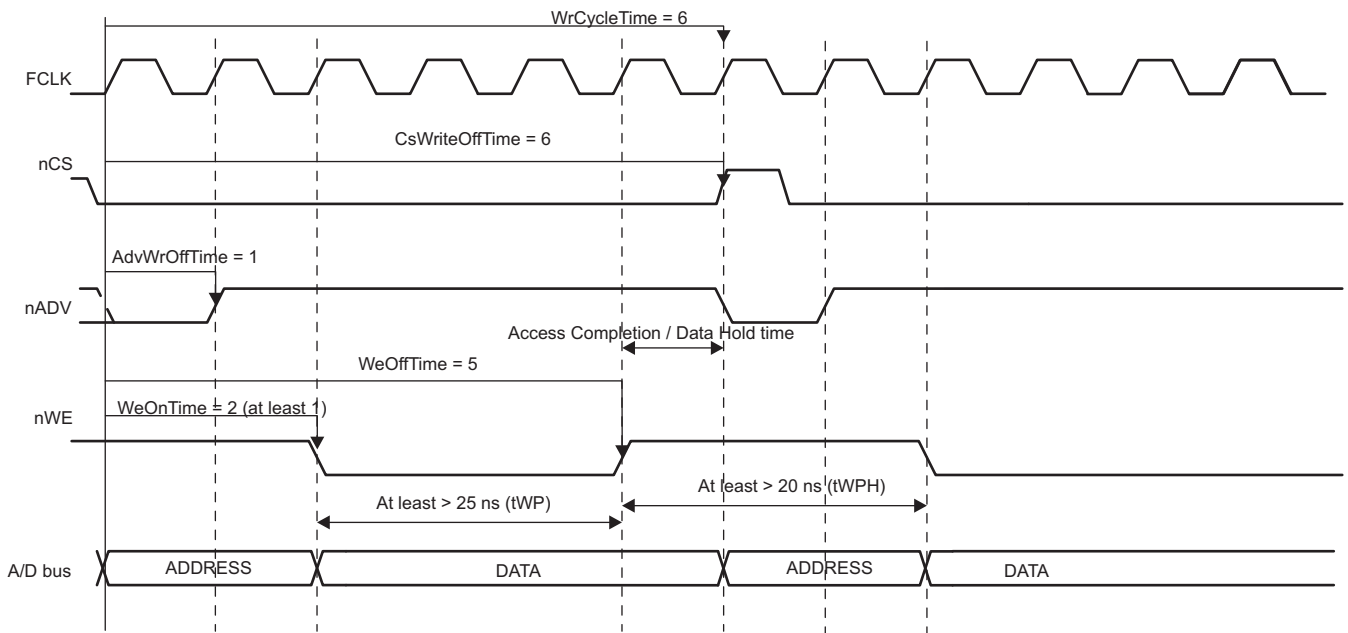 WrCycleTime = 6
FCLK
CsWriteOffTime = 6
nCS
AdvWrOffTime = 1
nADV
Access Completion / Data Hold time
WeOffTime = 5
WeOnTime = 2 (at least 1)
nWE
At least > 25 ns (tWP)
At least > 20 ns (tWPH)
A/D bus
ADDRESS
DATA
ADDRESS
DATA